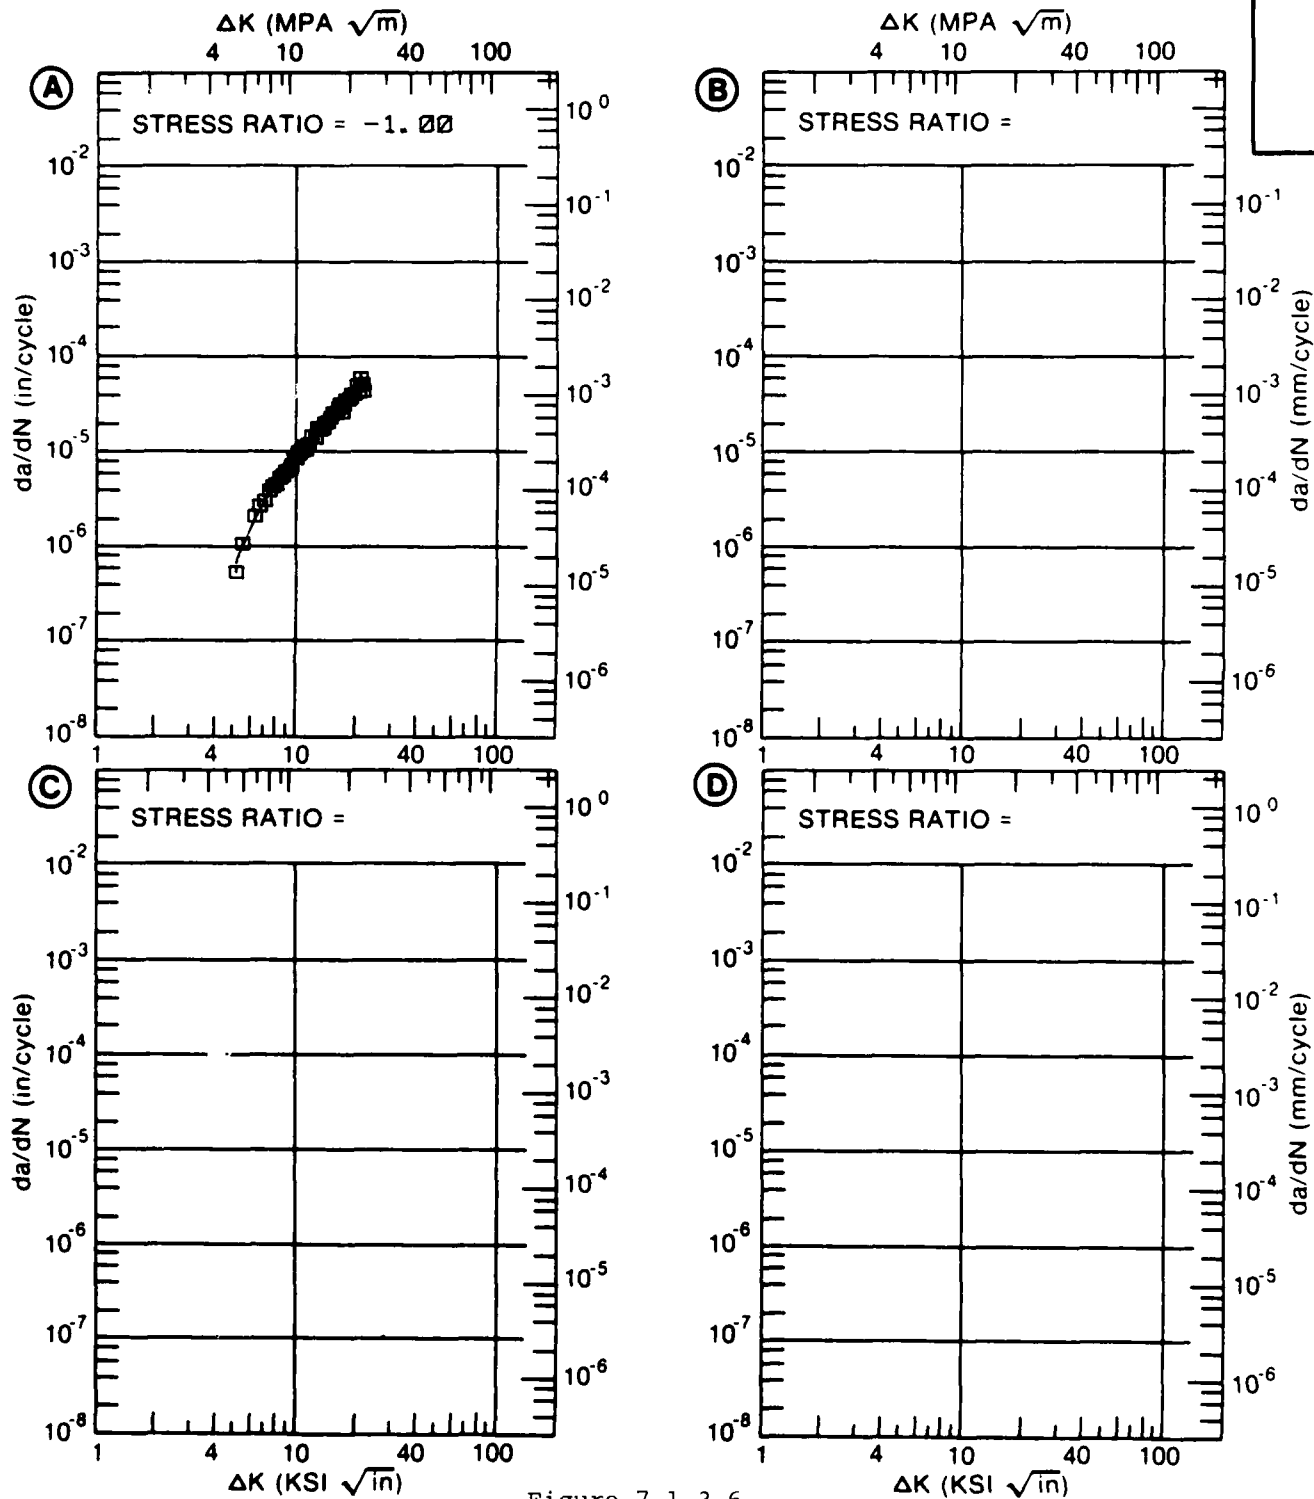 ΔK (MPA √m)
4 10 40 100
A
STRESS RATIO = -1.00
10^0
10^-2
10^-1
10^-3
10^-2
10^-4
10^-3
10^-5
10^-4
10^-6
10^-5
10^-7
10^-6
10^-8
1 4 10 40 100
da/dN (in/cycle)
ΔK (MPA √m)
4 10 40 100
B
STRESS RATIO =
10^-2
10^-1
10^-3
10^-2
10^-4
10^-3
10^-5
10^-4
10^-6
10^-5
10^-7
10^-6
10^-8
1 4 10 40 100
da/dN (mm/cycle)
C
STRESS RATIO =
10^0
10^-2
10^-1
10^-3
10^-2
10^-4
10^-3
10^-5
10^-4
10^-6
10^-5
10^-7
10^-6
10^-8
1 4 10 40 100
da/dN (in/cycle)
ΔK (KSI √in)
D
STRESS RATIO =
10^0
10^-2
10^-1
10^-3
10^-2
10^-4
10^-3
10^-5
10^-4
10^-6
10^-5
10^-7
10^-6
10^-8
1 4 10 40 100
da/dN (mm/cycle)
ΔK (KSI √in)
Figure 7.1.3.6